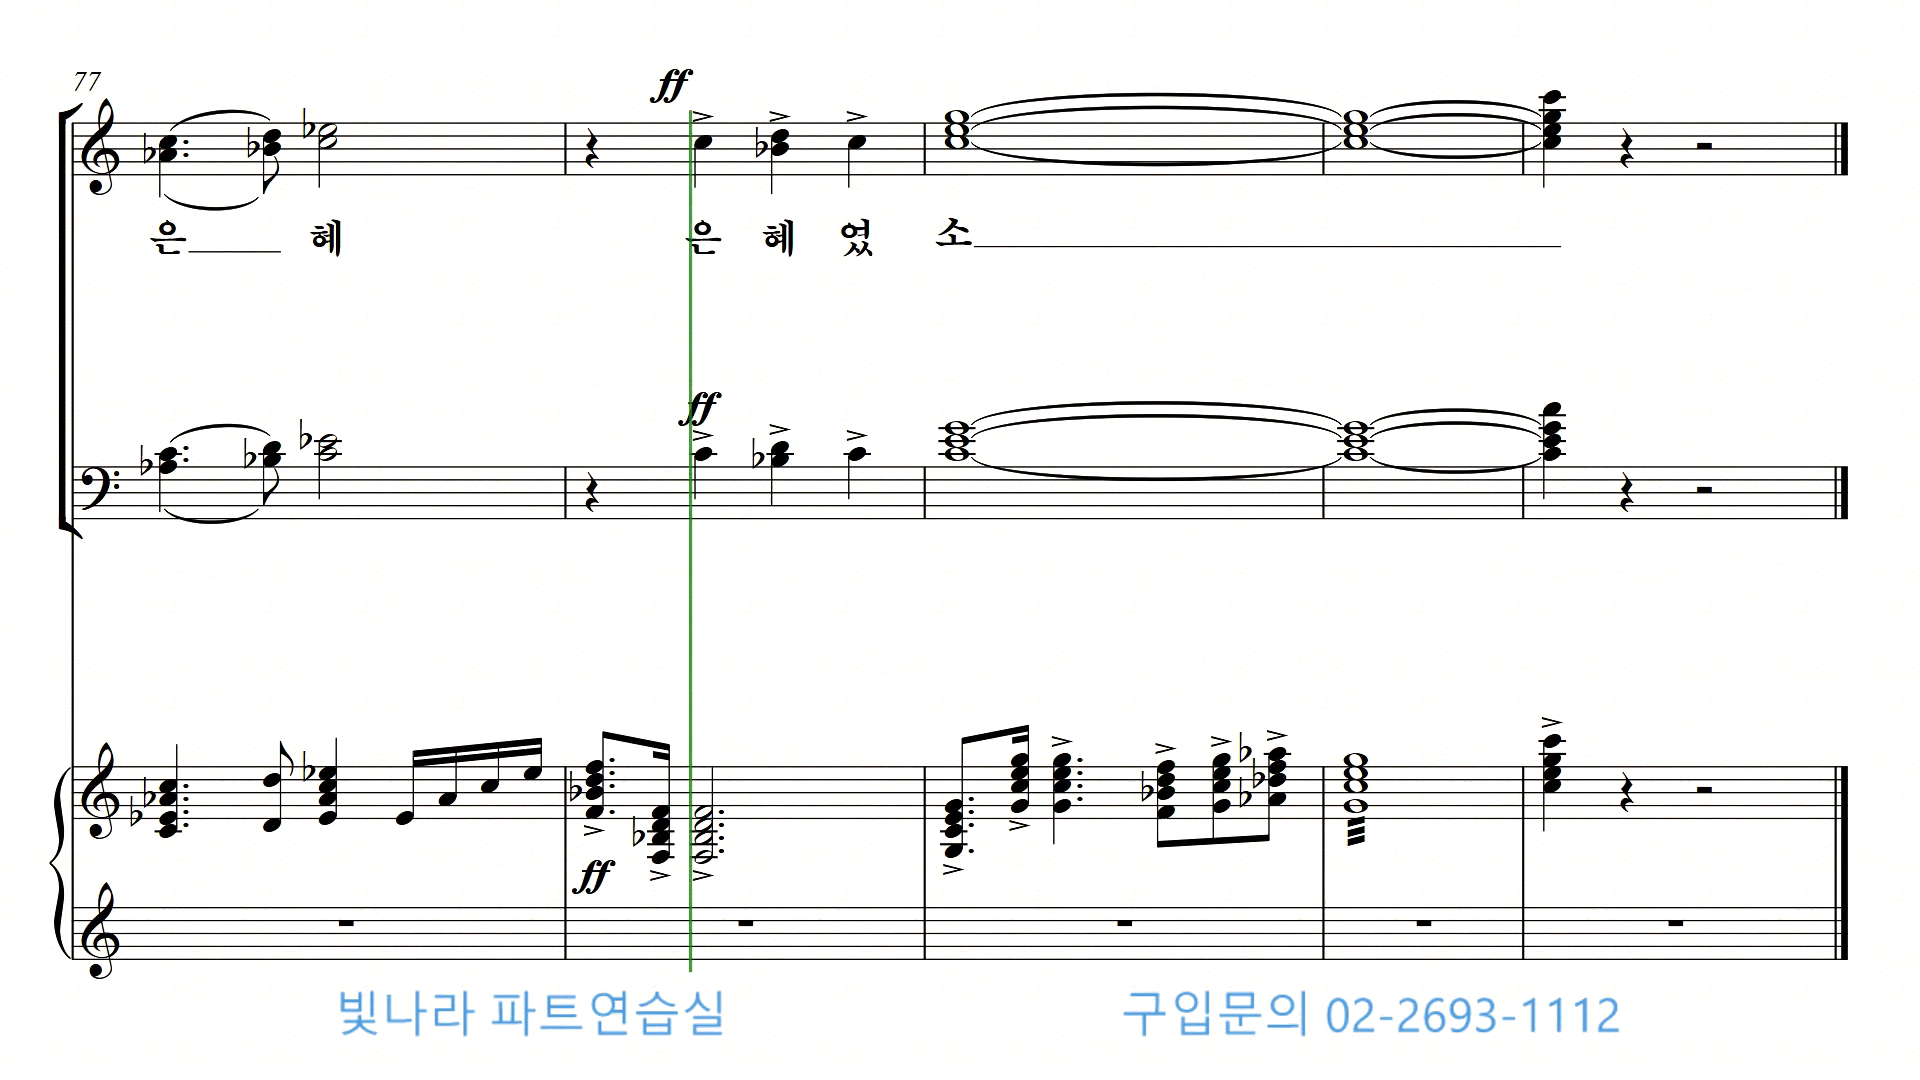 77
ff
은 혜 은 혜 였 소
ff
ff
빛나라 파트연습실 구입문의 02-2693-1112